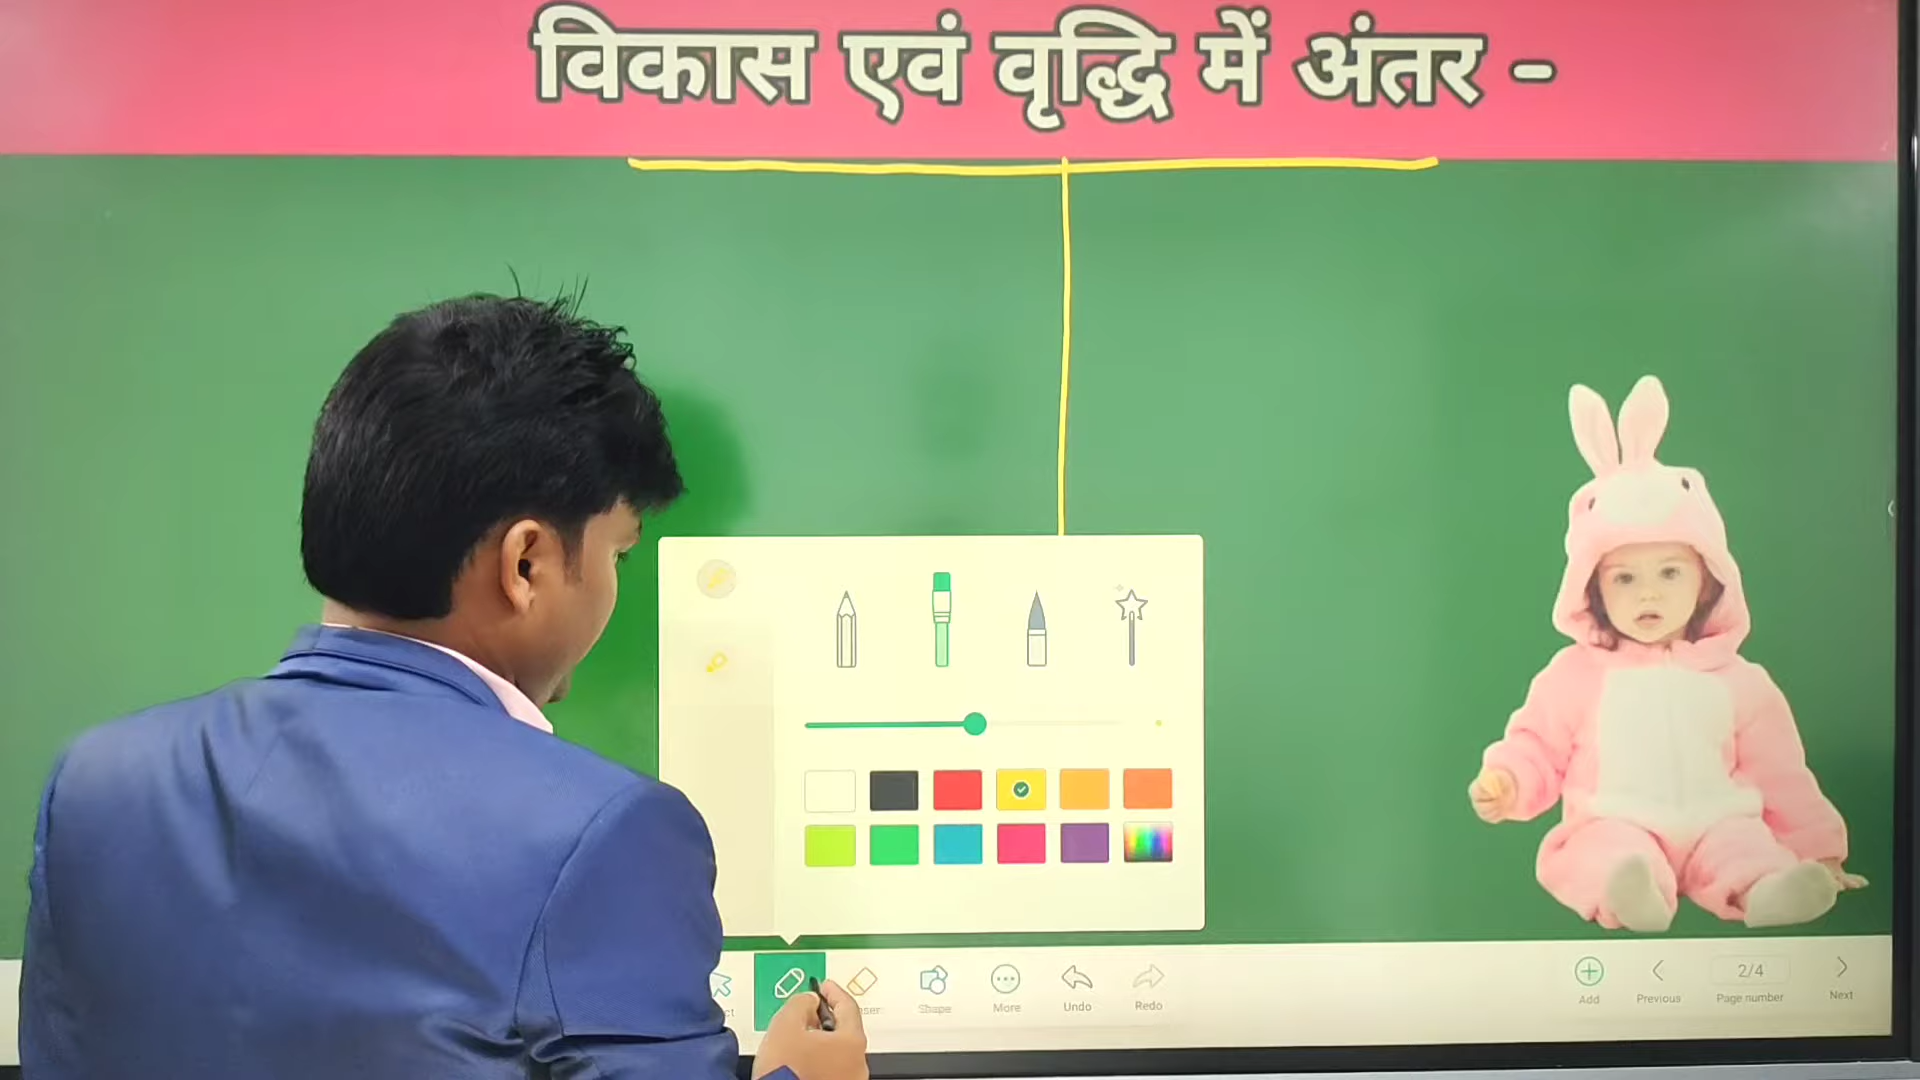 विकास एवं वृद्धि में अंतर -
Shape
More
Undo
Redo
Add
Previous
2/4
Page number
Next